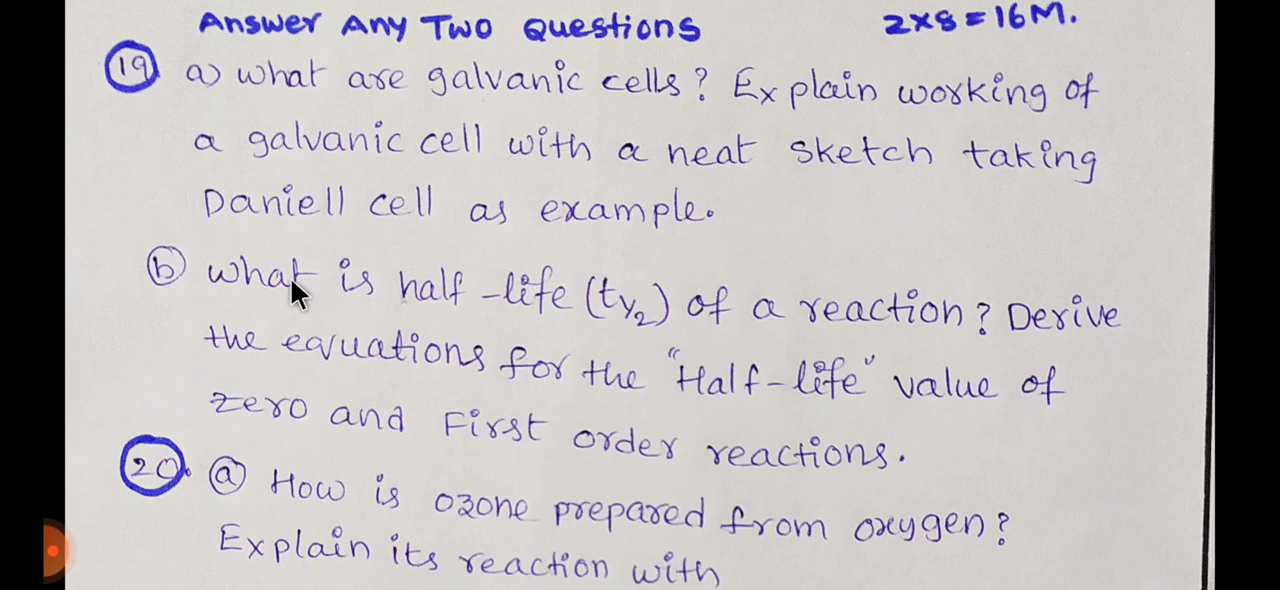 Answer Any Two Questions 2x8=16M.
19 a) What are galvanic cells? Explain working of
a galvanic cell with a neat sketch taking
Daniell cell as example.
b) What is half-life (t1/2) of a reaction? Derive
the equations for the "Half-life" value of
zero and First order reactions.
20. a) How is ozone prepared from oxygen?
Explain its reaction with